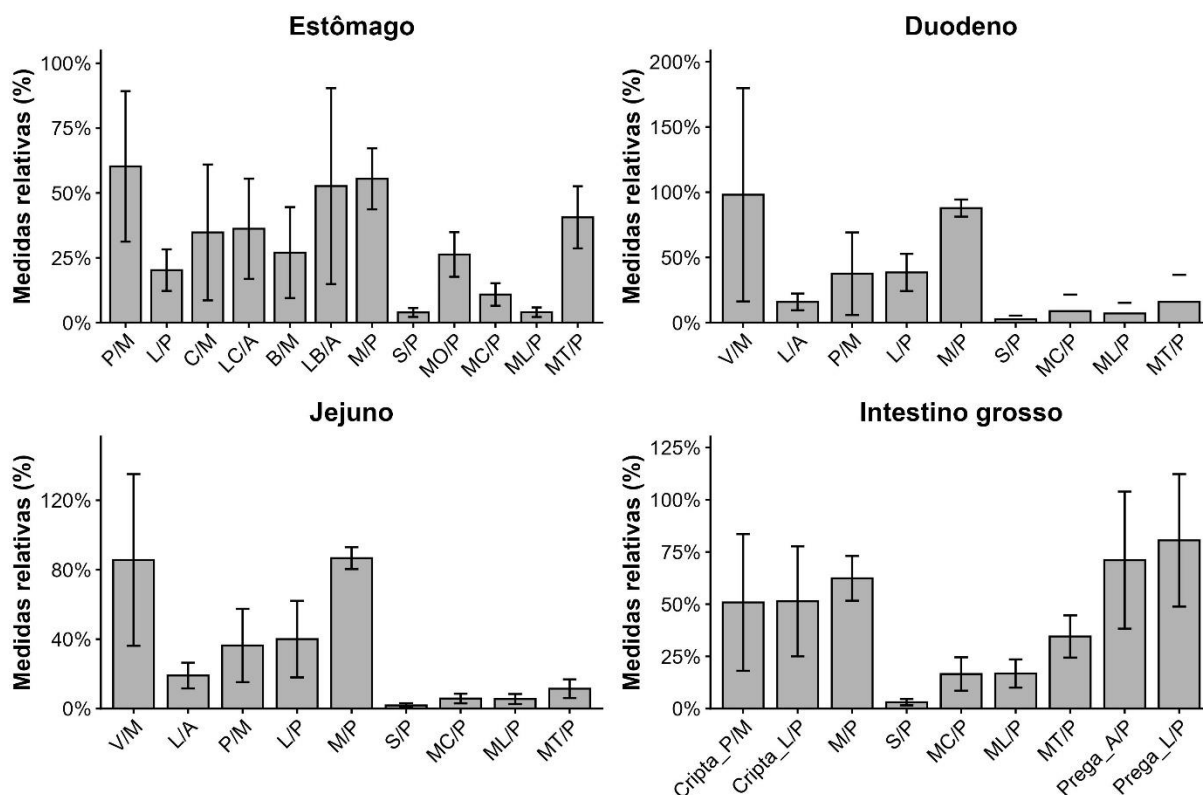 Estômago
Medidas relativas (%)
100%
75%
50%
25%
0%
P/M L/P C/M LC/A B/M LB/A M/P S/P MO/P MC/P ML/P MT/P
Duodeno
Medidas relativas (%)
200%
150%
100%
50%
0%
V/M L/A P/M L/P M/P S/P MC/P ML/P MT/P
Jejuno
Medidas relativas (%)
120%
80%
40%
0%
V/M L/A P/M L/P M/P S/P MC/P ML/P MT/P
Intestino grosso
Medidas relativas (%)
125%
100%
75%
50%
25%
0%
Cripta_P/M Cripta_L/P M/P S/P MC/P ML/P MT/P Prega_A/P Prega_L/P